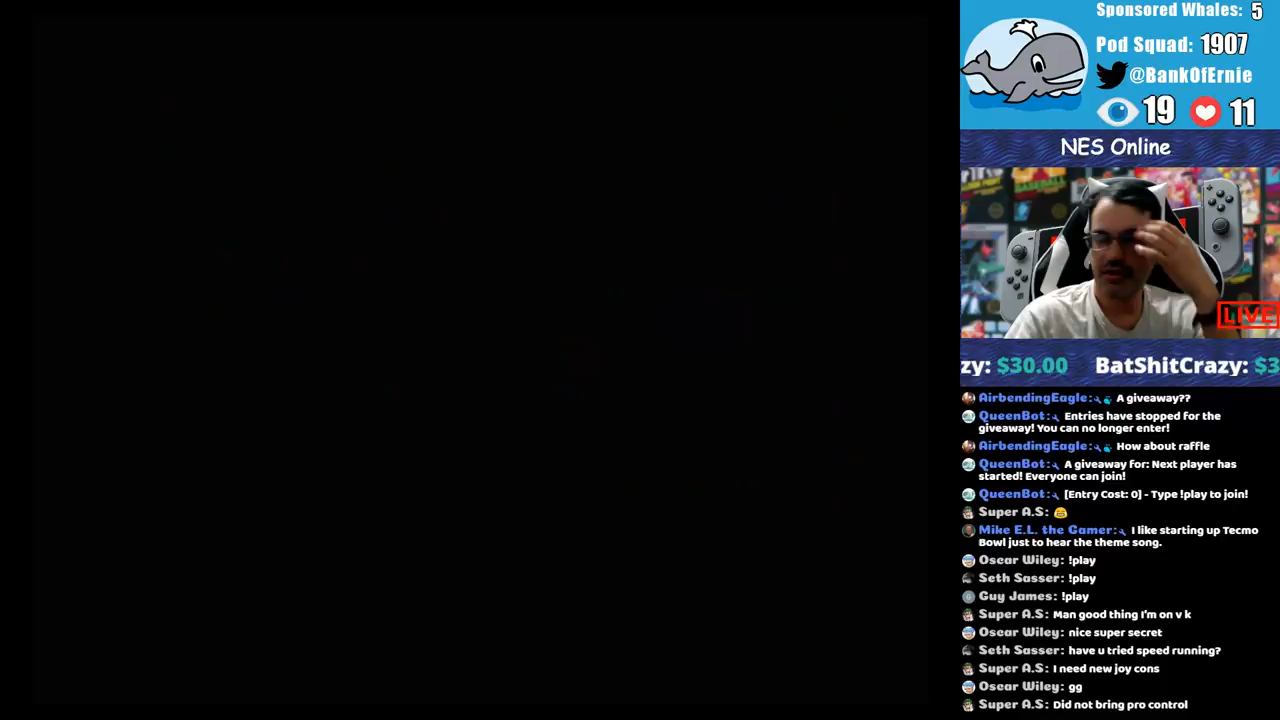 Sponsored Whales: 5
Pod Squad: 1907
@BankOfErnie
19 11
NES Online
LIVE
zy: $30.00 BatShitCrazy: $3
AirbendingEagle: A giveaway??
QueenBot: Entries have stopped for the
giveaway! You can no longer enter!
AirbendingEagle: How about raffle
QueenBot: A giveaway for: Next player has
started! Everyone can join!
QueenBot: [Entry Cost: 0] - Type !play to join!
Super A.S: 😂
Mike E.L. the Gamer: I like starting up Tecmo
Bowl just to hear the theme song.
Oscar Wiley: !play
Seth Sasser: !play
Guy James: !play
Super A.S: Man good thing I'm on v k
Oscar Wiley: nice super secret
Seth Sasser: have u tried speed running?
Super A.S: I need new joy cons
Oscar Wiley: gg
Super A.S: Did not bring pro control